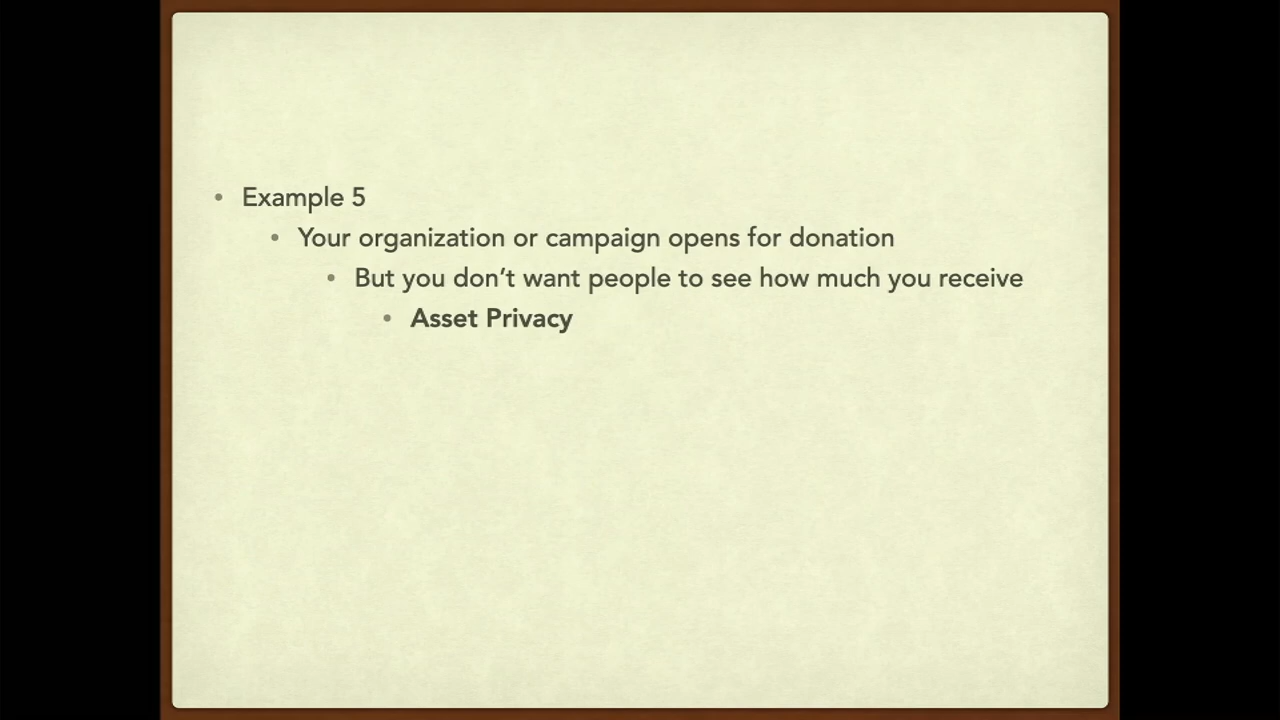 • Example 5
• Your organization or campaign opens for donation
• But you don’t want people to see how much you receive
• Asset Privacy